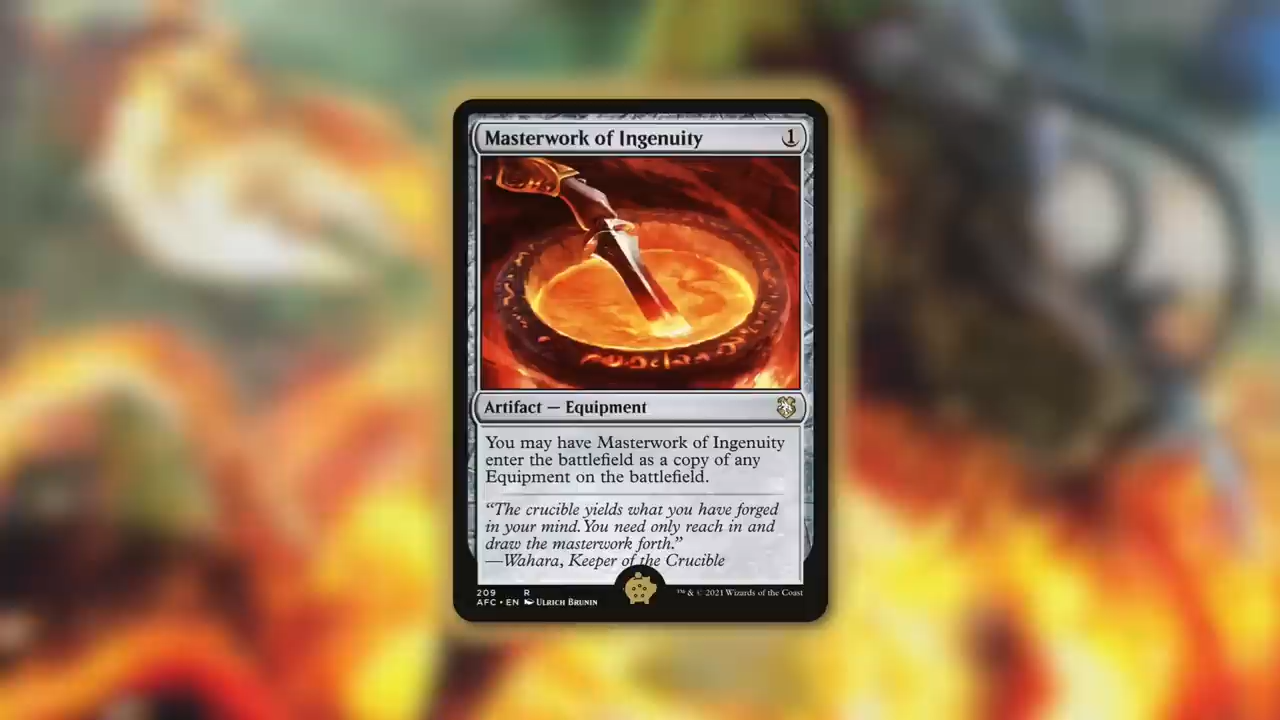 Masterwork of Ingenuity 1
Artifact — Equipment
You may have Masterwork of Ingenuity
enter the battlefield as a copy of any
Equipment on the battlefield.
“The crucible yields what you have forged
in your mind. You need only reach in and
draw the masterwork forth.”
—Wahara, Keeper of the Crucible
209 R
AFC • EN Ulrich Brunin
™ & © 2021 Wizards of the Coast